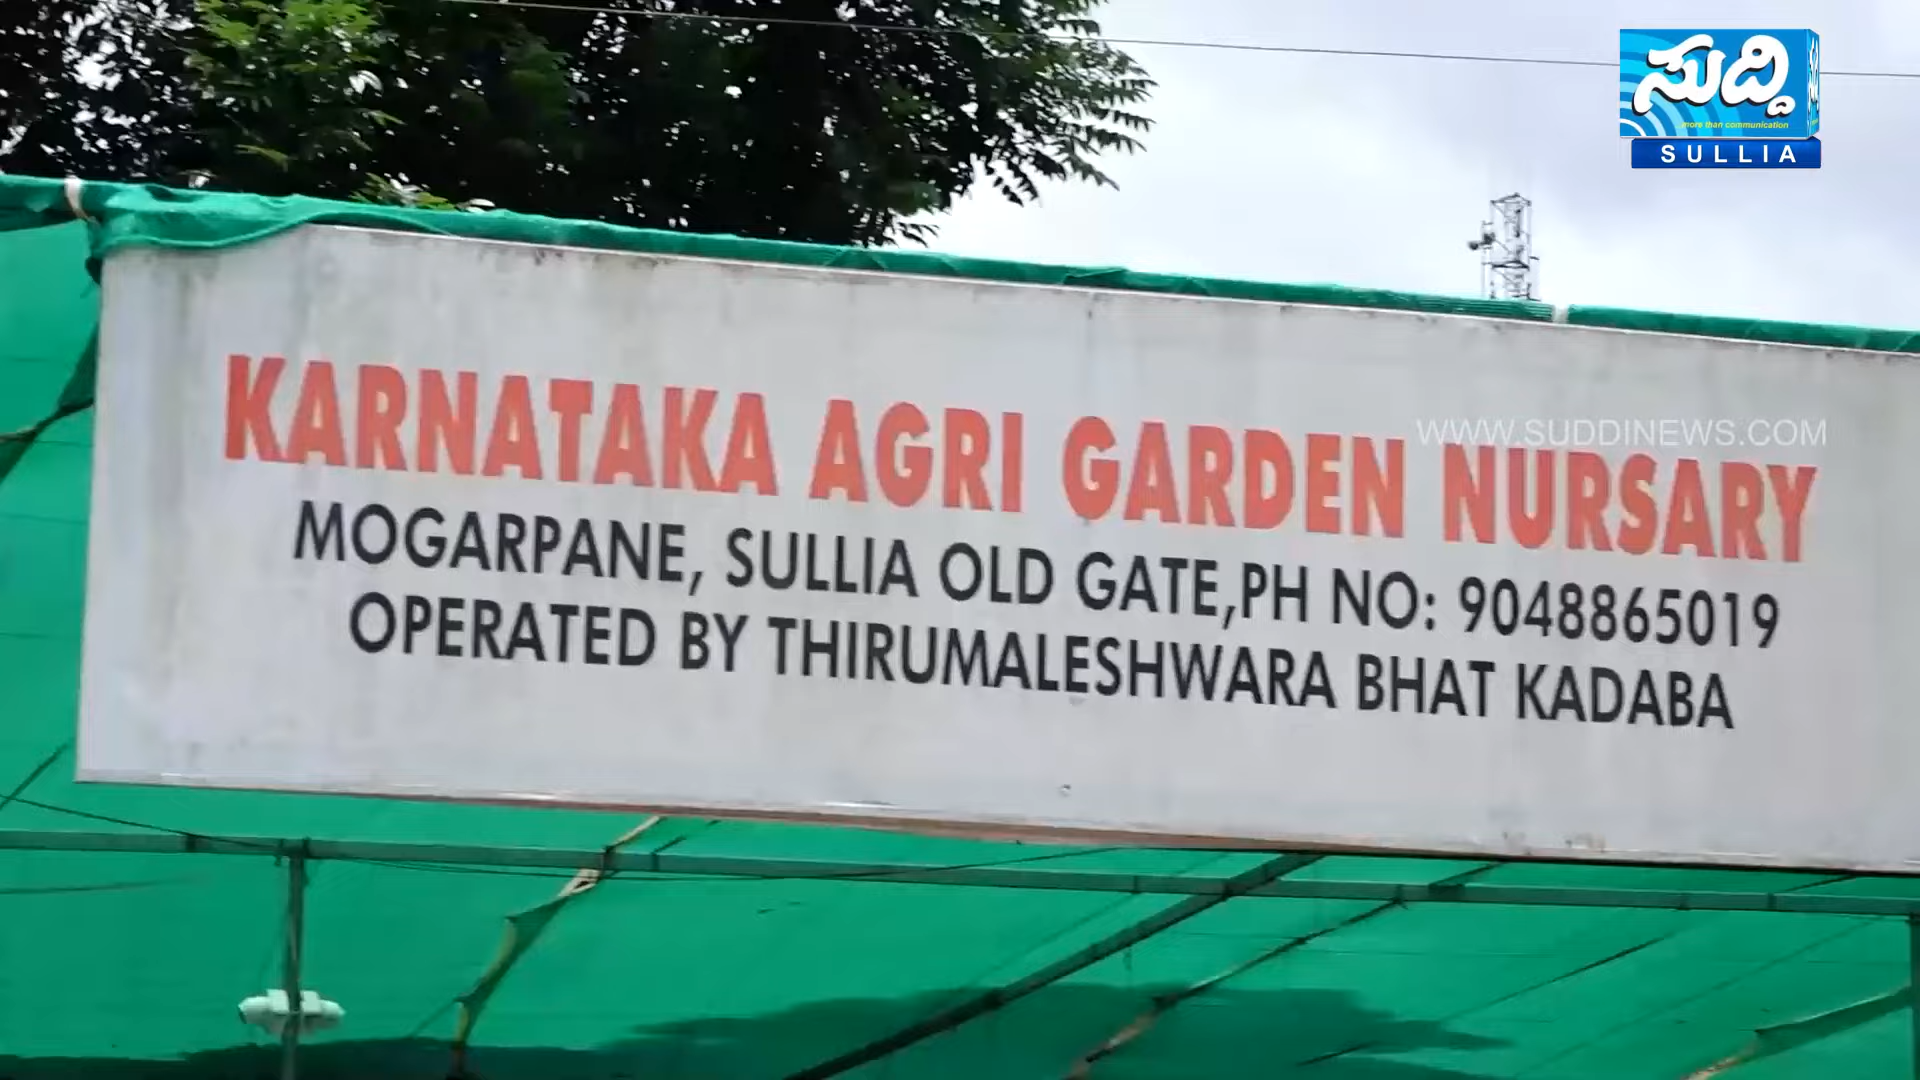 ಸುದ್ದಿ
more than communication
SULLIA
WWW.SUDDINEWS.COM
KARNATAKA AGRI GARDEN NURSARY
MOGARPANE, SULLIA OLD GATE,PH NO: 9048865019
OPERATED BY THIRUMALESHWARA BHAT KADABA